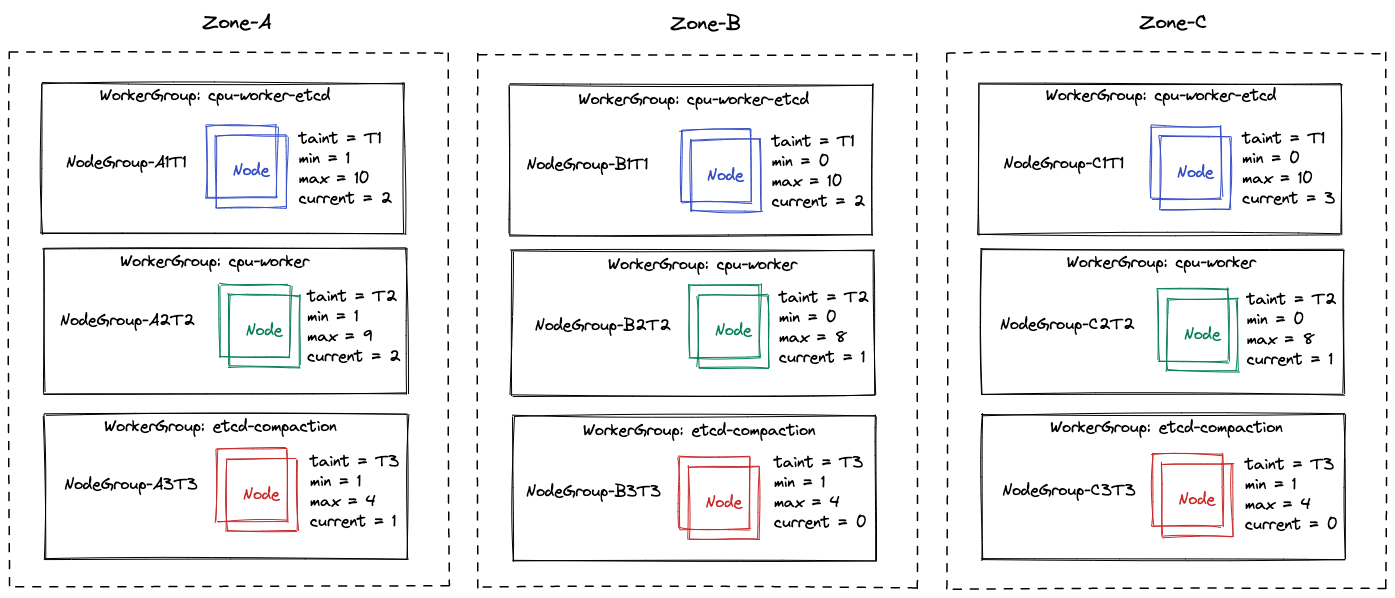 Zone-A
WorkerGroup: cpu-worker-etcd
NodeGroup-A1T1
Node
taint = T1
min = 1
max = 10
current = 2
WorkerGroup: cpu-worker
NodeGroup-A2T2
Node
taint = T2
min = 1
max = 9
current = 2
WorkerGroup: etcd-compaction
NodeGroup-A3T3
Node
taint = T3
min = 1
max = 4
current = 1
Zone-B
WorkerGroup: cpu-worker-etcd
NodeGroup-B1T1
Node
taint = T1
min = 0
max = 10
current = 2
WorkerGroup: cpu-worker
NodeGroup-B2T2
Node
taint = T2
min = 0
max = 8
current = 1
WorkerGroup: etcd-compaction
NodeGroup-B3T3
Node
taint = T3
min = 1
max = 4
current = 0
Zone-C
WorkerGroup: cpu-worker-etcd
NodeGroup-C1T1
Node
taint = T1
min = 0
max = 10
current = 3
WorkerGroup: cpu-worker
NodeGroup-C2T2
Node
taint = T2
min = 0
max = 8
current = 1
WorkerGroup: etcd-compaction
NodeGroup-C3T3
Node
taint = T3
min = 1
max = 4
current = 0